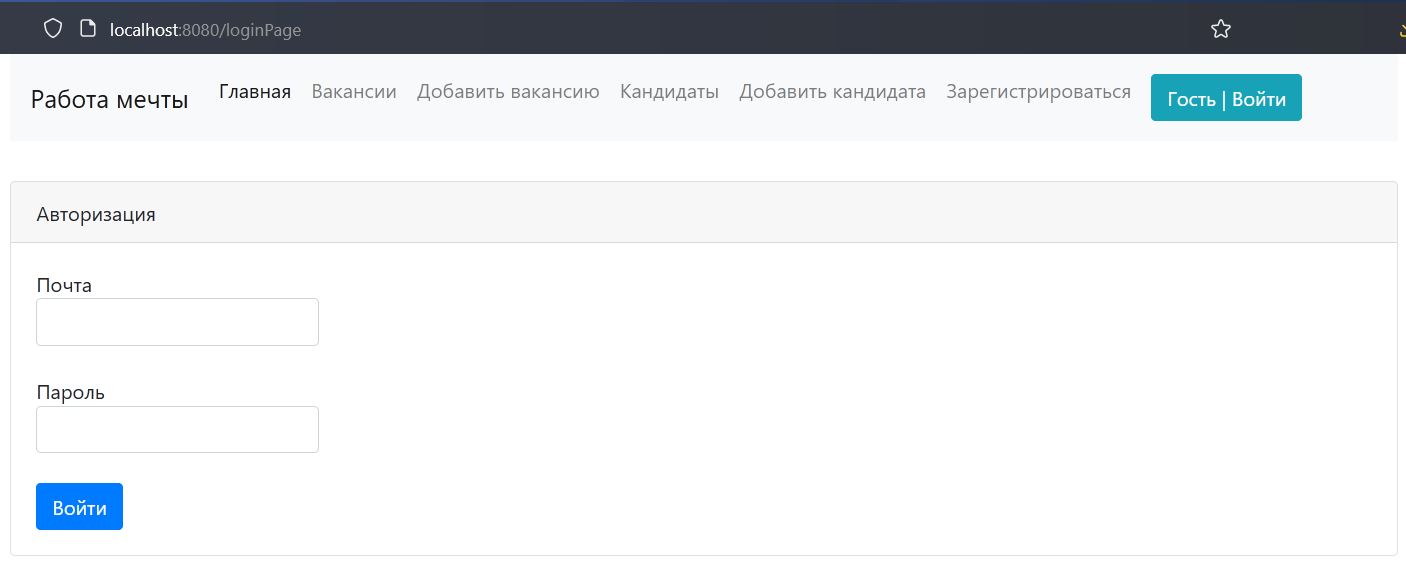 localhost:8080/loginPage
Работа мечты Главная Вакансии Добавить вакансию Кандидаты Добавить кандидата Зарегистрироваться Гость | Войти
Авторизация
Почта
Пароль
Войти